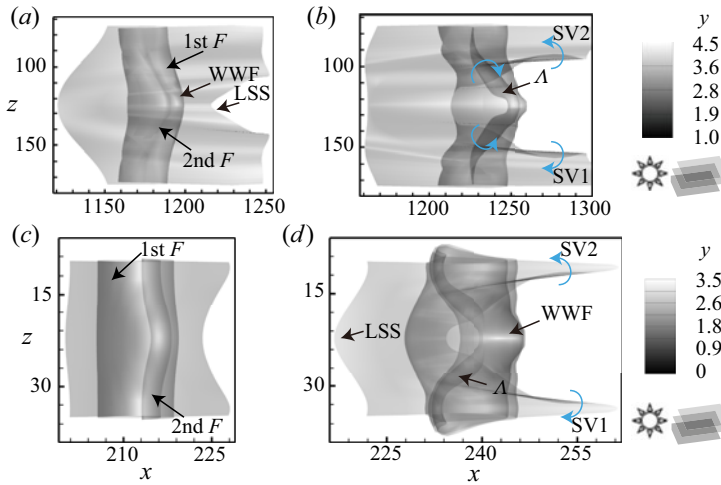 (a)
1st F
WWF
LSS
2nd F
z
100
150
1150
1200
1250
(b)
SV2
Λ
SV1
100
150
1200
1250
1300
y
4.5
3.6
2.8
1.9
1.0
(c)
1st F
2nd F
z
15
30
210
228
x
(d)
SV2
WWF
LSS
Λ
SV1
15
30
225
240
255
x
y
3.5
2.6
1.8
0.9
0